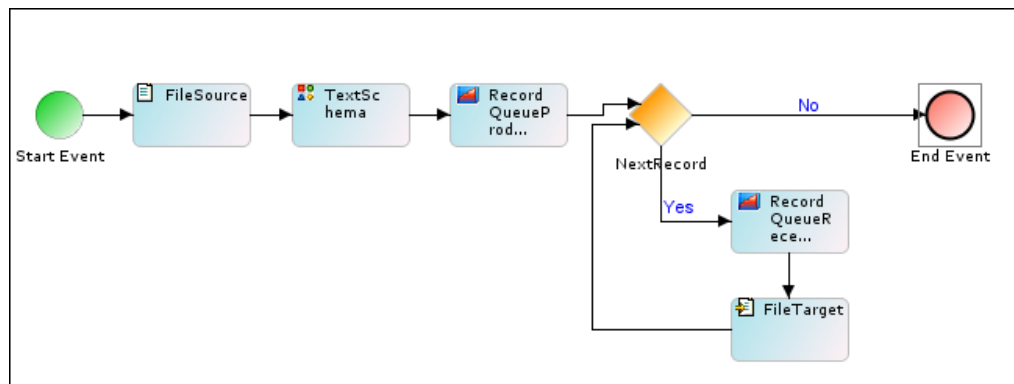 FileSource
TextSc
hema
Record
QueueP
rod...
No
Start Event
End Event
NextRecord
Yes
Record
QueueR
ece...
FileTarget